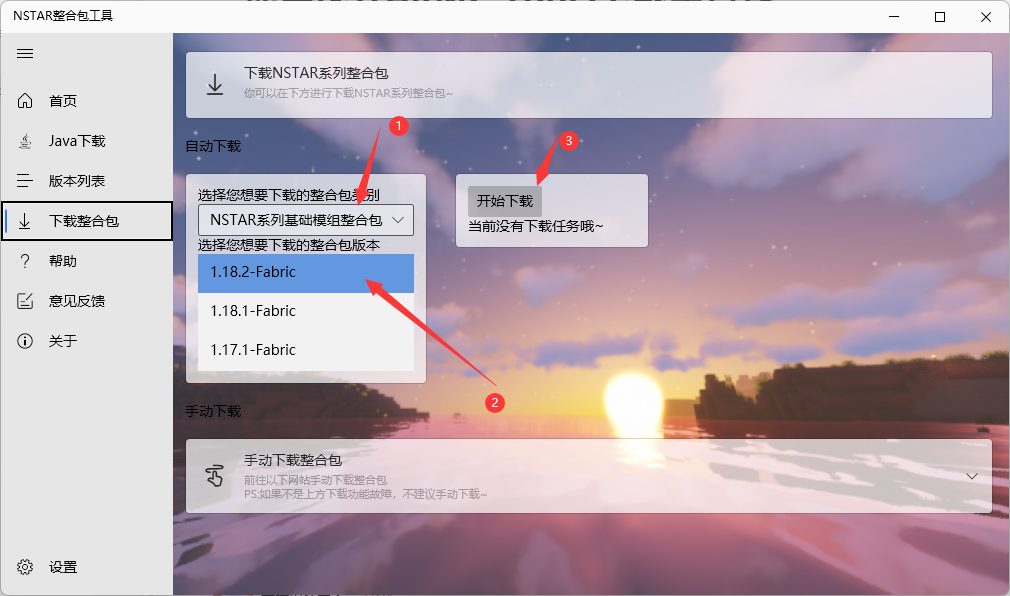 NSTAR整合包工具
首页
Java下载
版本列表
下载整合包
帮助
意见反馈
关于
设置
下载NSTAR系列整合包
你可以在下方进行下载NSTAR系列整合包~
自动下载
1
3
选择您想要下载的整合包类别
NSTAR系列基础模组整合包
选择您想要下载的整合包版本
1.18.2-Fabric
1.18.1-Fabric
1.17.1-Fabric
开始下载
当前没有下载任务哦~
2
手动下载
手动下载整合包
前往以下网站手动下载整合包
PS:如果不是上方下载功能故障，不建议手动下载~